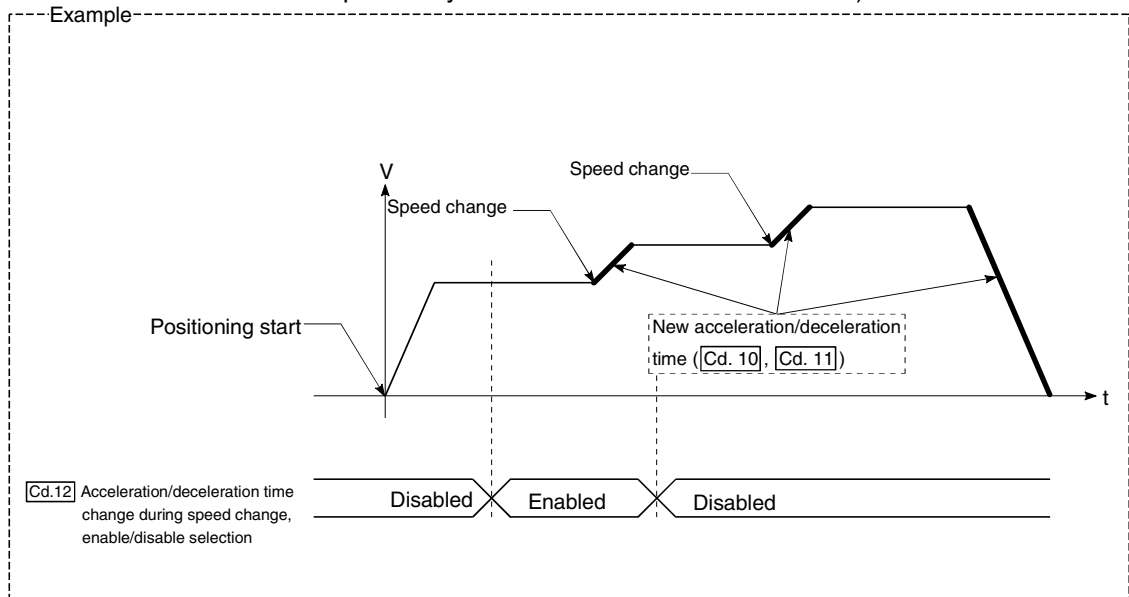 Example
Speed change
V
Speed change
Positioning start
New acceleration/deceleration
time (Cd. 10, Cd. 11)
t
Cd.12 Acceleration/deceleration time
change during speed change,
enable/disable selection
Disabled
Enabled
Disabled